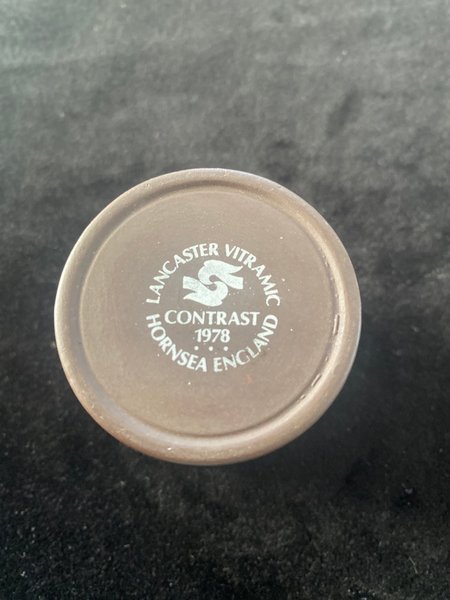 LANCASTER VITRAMIC
CONTRAST
1978
HORNSEA ENGLAND